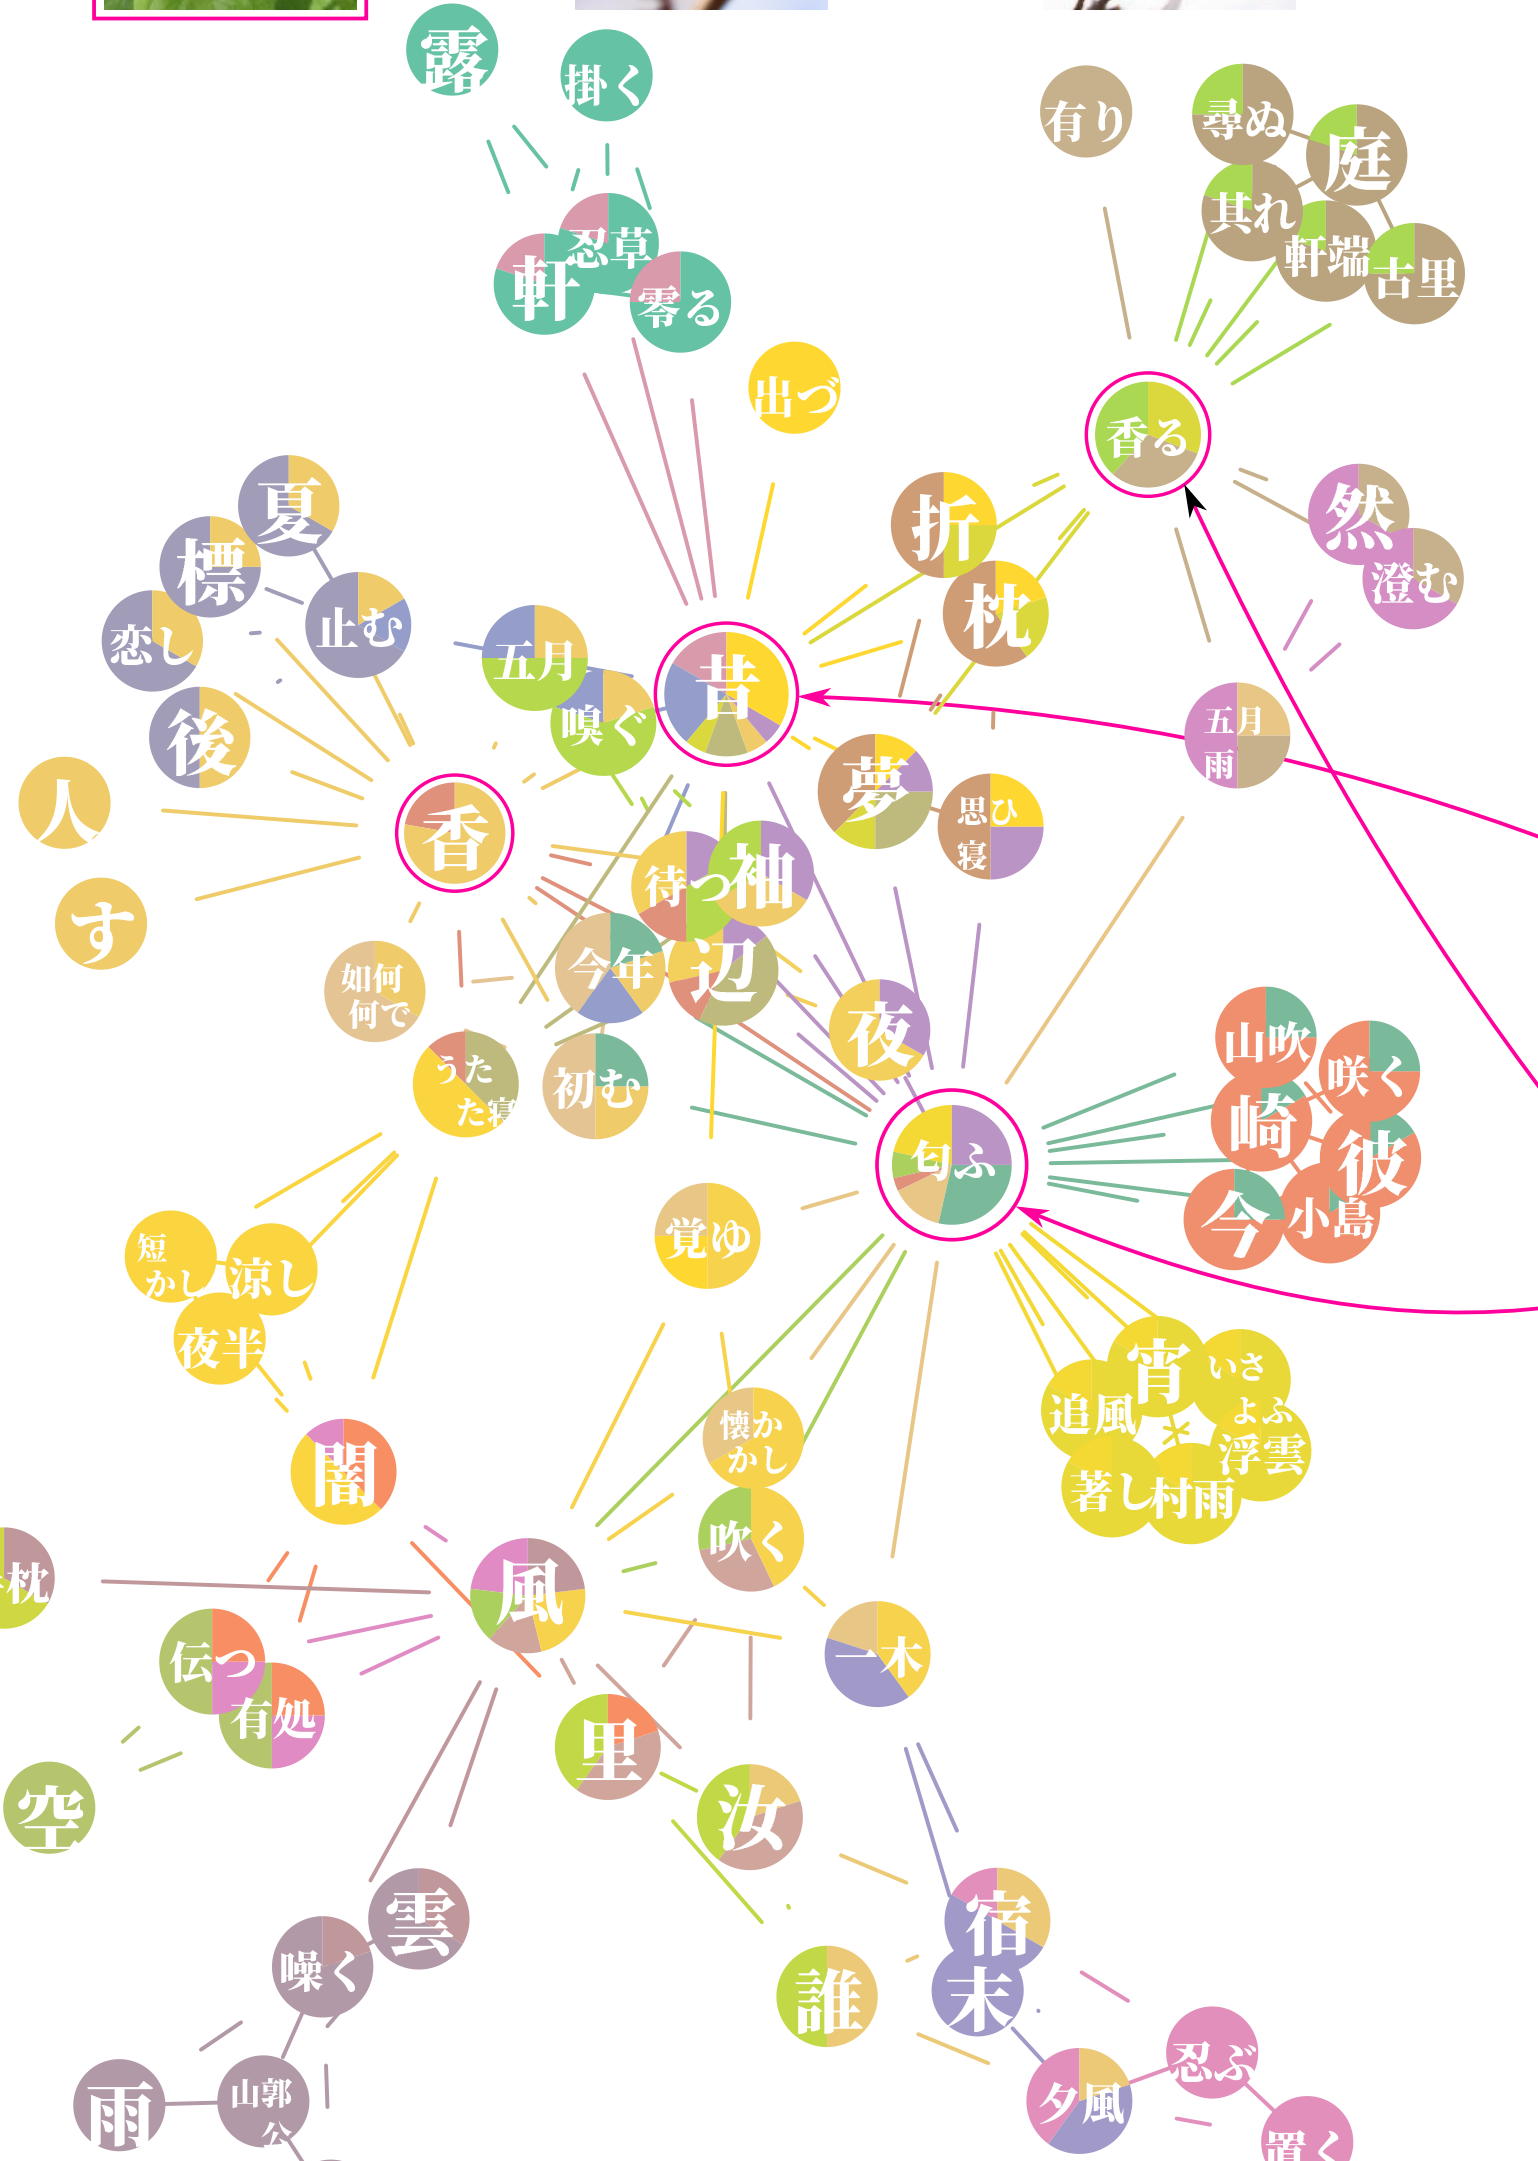 露
掛く
有り
尋ぬ
庭
其れ
軒端
古里
忍草
軒
零る
出づ
香る
折
然
澄む
枕
夏
標
恋し
止む
後
五月
嗅ぐ
昔
五月
雨
夢
思ひ
寝
人
香
す
待つ
袖
今年
辺
如何
何で
夜
うた
た寝
初む
匂ふ
山吹
咲く
崎
彼
今
小島
覚ゆ
短
かし
涼し
夜半
宵
いさ
よふ
追風
浮雲
著し
村雨
懐か
かし
闇
吹く
風
枕
伝つ
有処
一木
里
汝
空
雲
噪く
宿
末
誰
雨
山郭
公
夕風
忍ぶ
置く